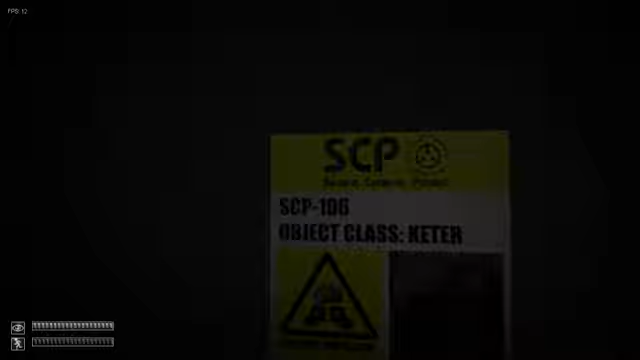 FPS: 12
SCP
Secure. Contain. Protect.
SCP-106
OBJECT CLASS: KETER